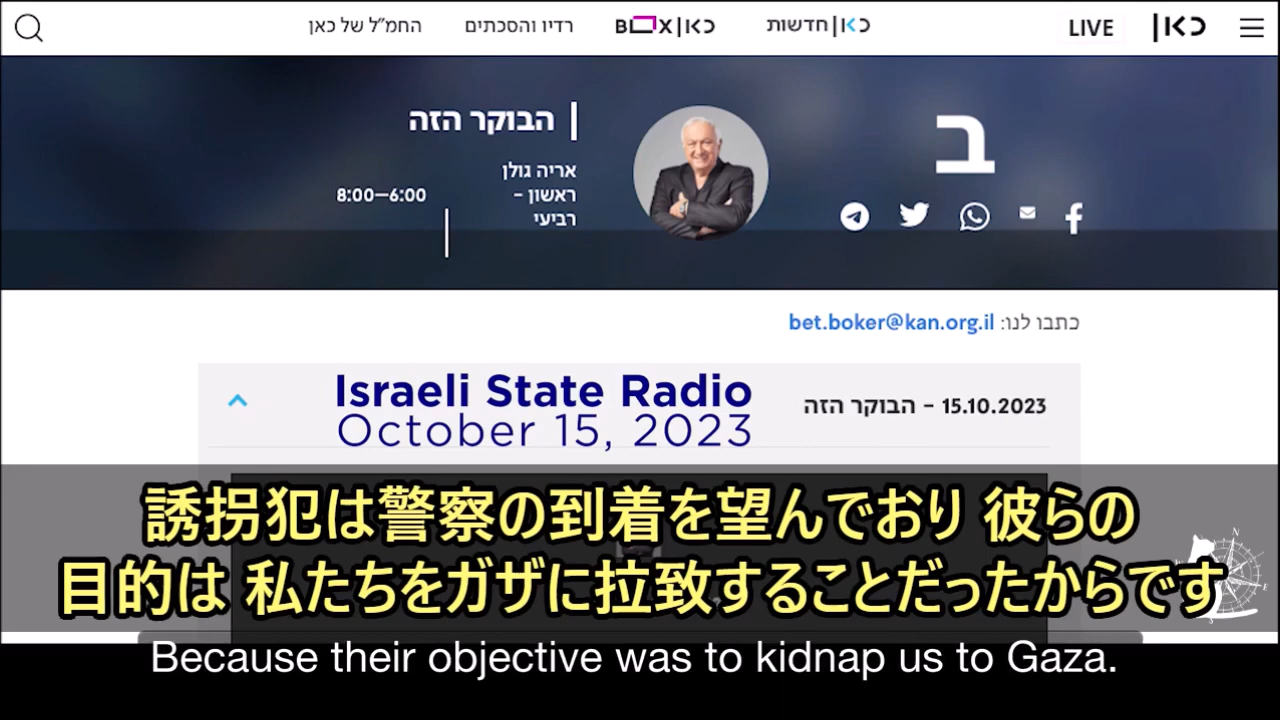 החמ״ל של כאן רדיו והסכתים BOX|כאן כאן|חדשות LIVE כאן|
ב
הבוקר הזה
אריה גולן
ראשון -
רביעי
8:00—6:00
כתבו לנו: bet.boker@kan.org.il
Israeli State Radio
October 15, 2023
15.10.2023 - הבוקר הזה
誘拐犯は警察の到着を望んでおり 彼らの
目的は 私たちをガザに拉致することだったからです
N
Because their objective was to kidnap us to Gaza.